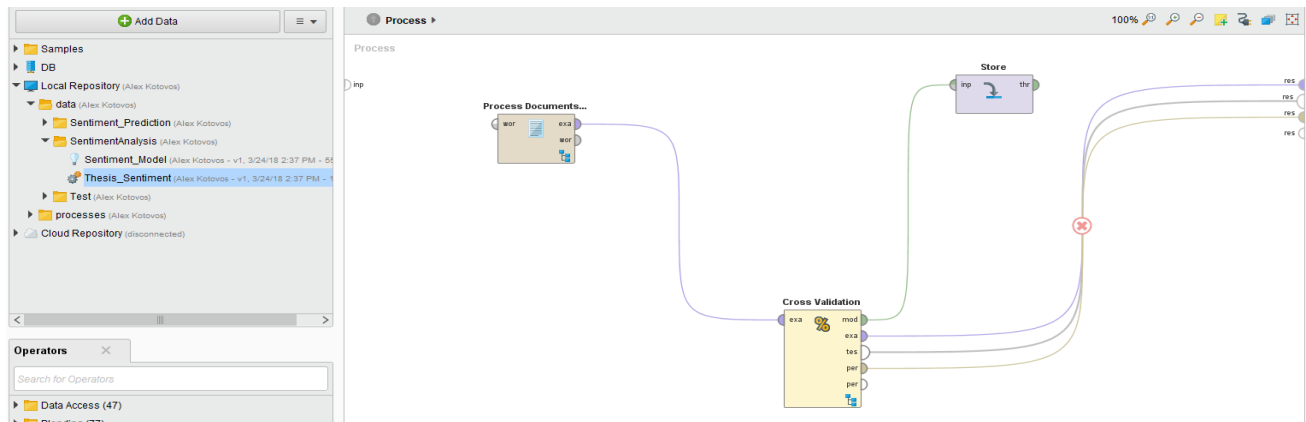 Add Data
Samples
DB
Local Repository (Alex Kotovos)
data (Alex Kotovos)
Sentiment_Prediction (Alex Kotovos)
SentimentAnalysis (Alex Kotovos)
Sentiment_Model (Alex Kotovos - v1, 3/24/18 2:37 PM - 55
Thesis_Sentiment (Alex Kotovos - v1, 3/24/18 2:37 PM - 1
Test (Alex Kotovos)
processes (Alex Kotovos)
Cloud Repository (disconnected)
Operators
Search for Operators
Data Access (47)
Process
100%
Process
inp
Process Documents...
wor exa
wor
Store
inp thr
res
res
res
res
Cross Validation
exa % mod
exa
tes
per
per